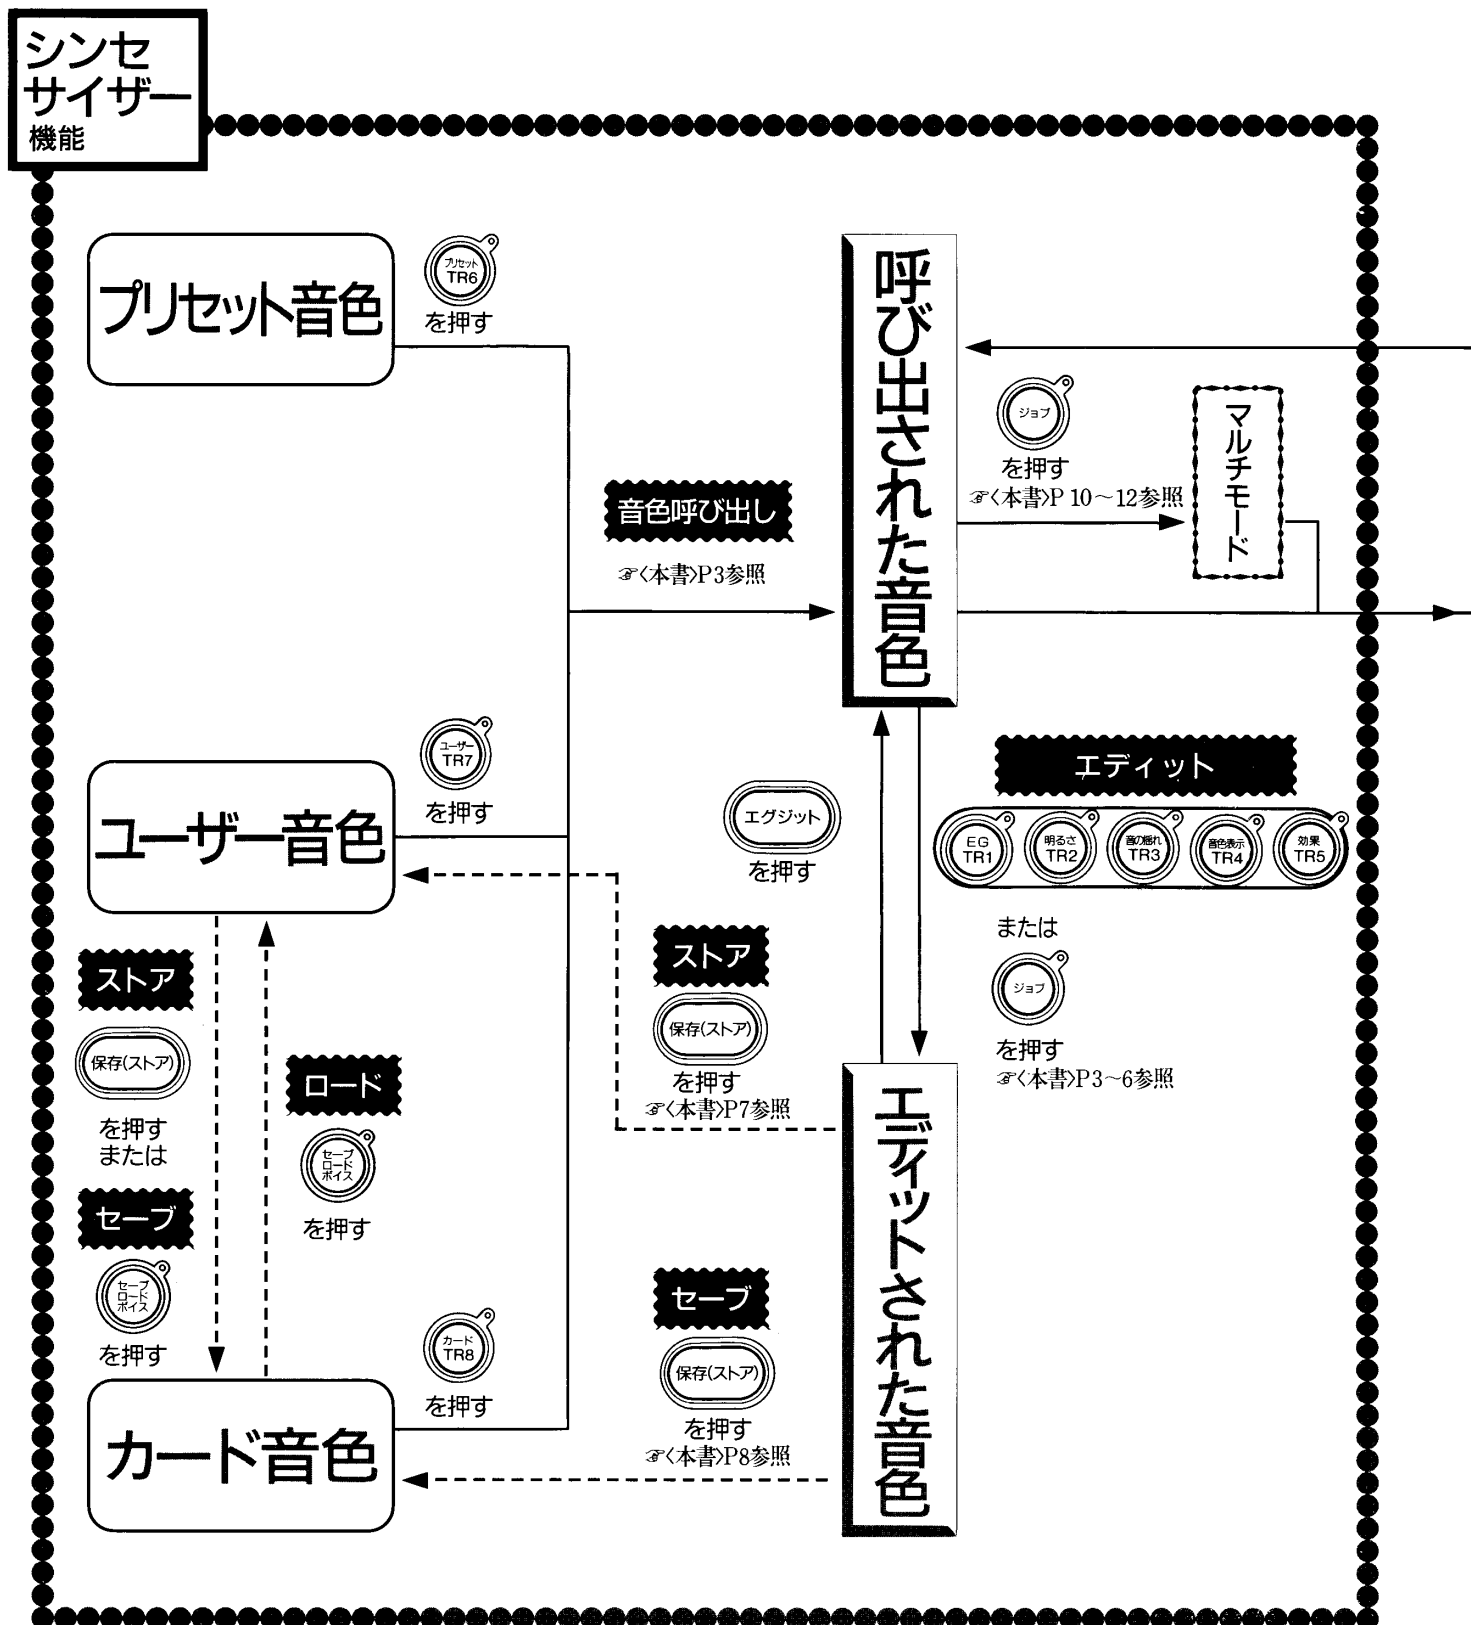 シンセ
サイザー
機能
プリセット音色
プリセット
TR6
を押す
音色呼び出し
☞〈本書〉P3参照
呼び出された音色
ジョブ
を押す
☞〈本書〉P 10〜12参照
マルチモード
ユーザー音色
ユーザー
TR7
を押す
エグジット
を押す
エディット
EG
TR1
明るさ
TR2
音の揺れ
TR3
音色表示
TR4
効果
TR5
または
ジョブ
を押す
☞〈本書〉P3〜6参照
ストア
保存(ストア)
を押す
または
セーブ
セーブ
ロード
ボイス
を押す
ロード
セーブ
ロード
ボイス
を押す
ストア
保存(ストア)
を押す
☞〈本書〉P7参照
エディットされた音色
セーブ
保存(ストア)
を押す
☞〈本書〉P8参照
カード音色
カード
TR8
を押す